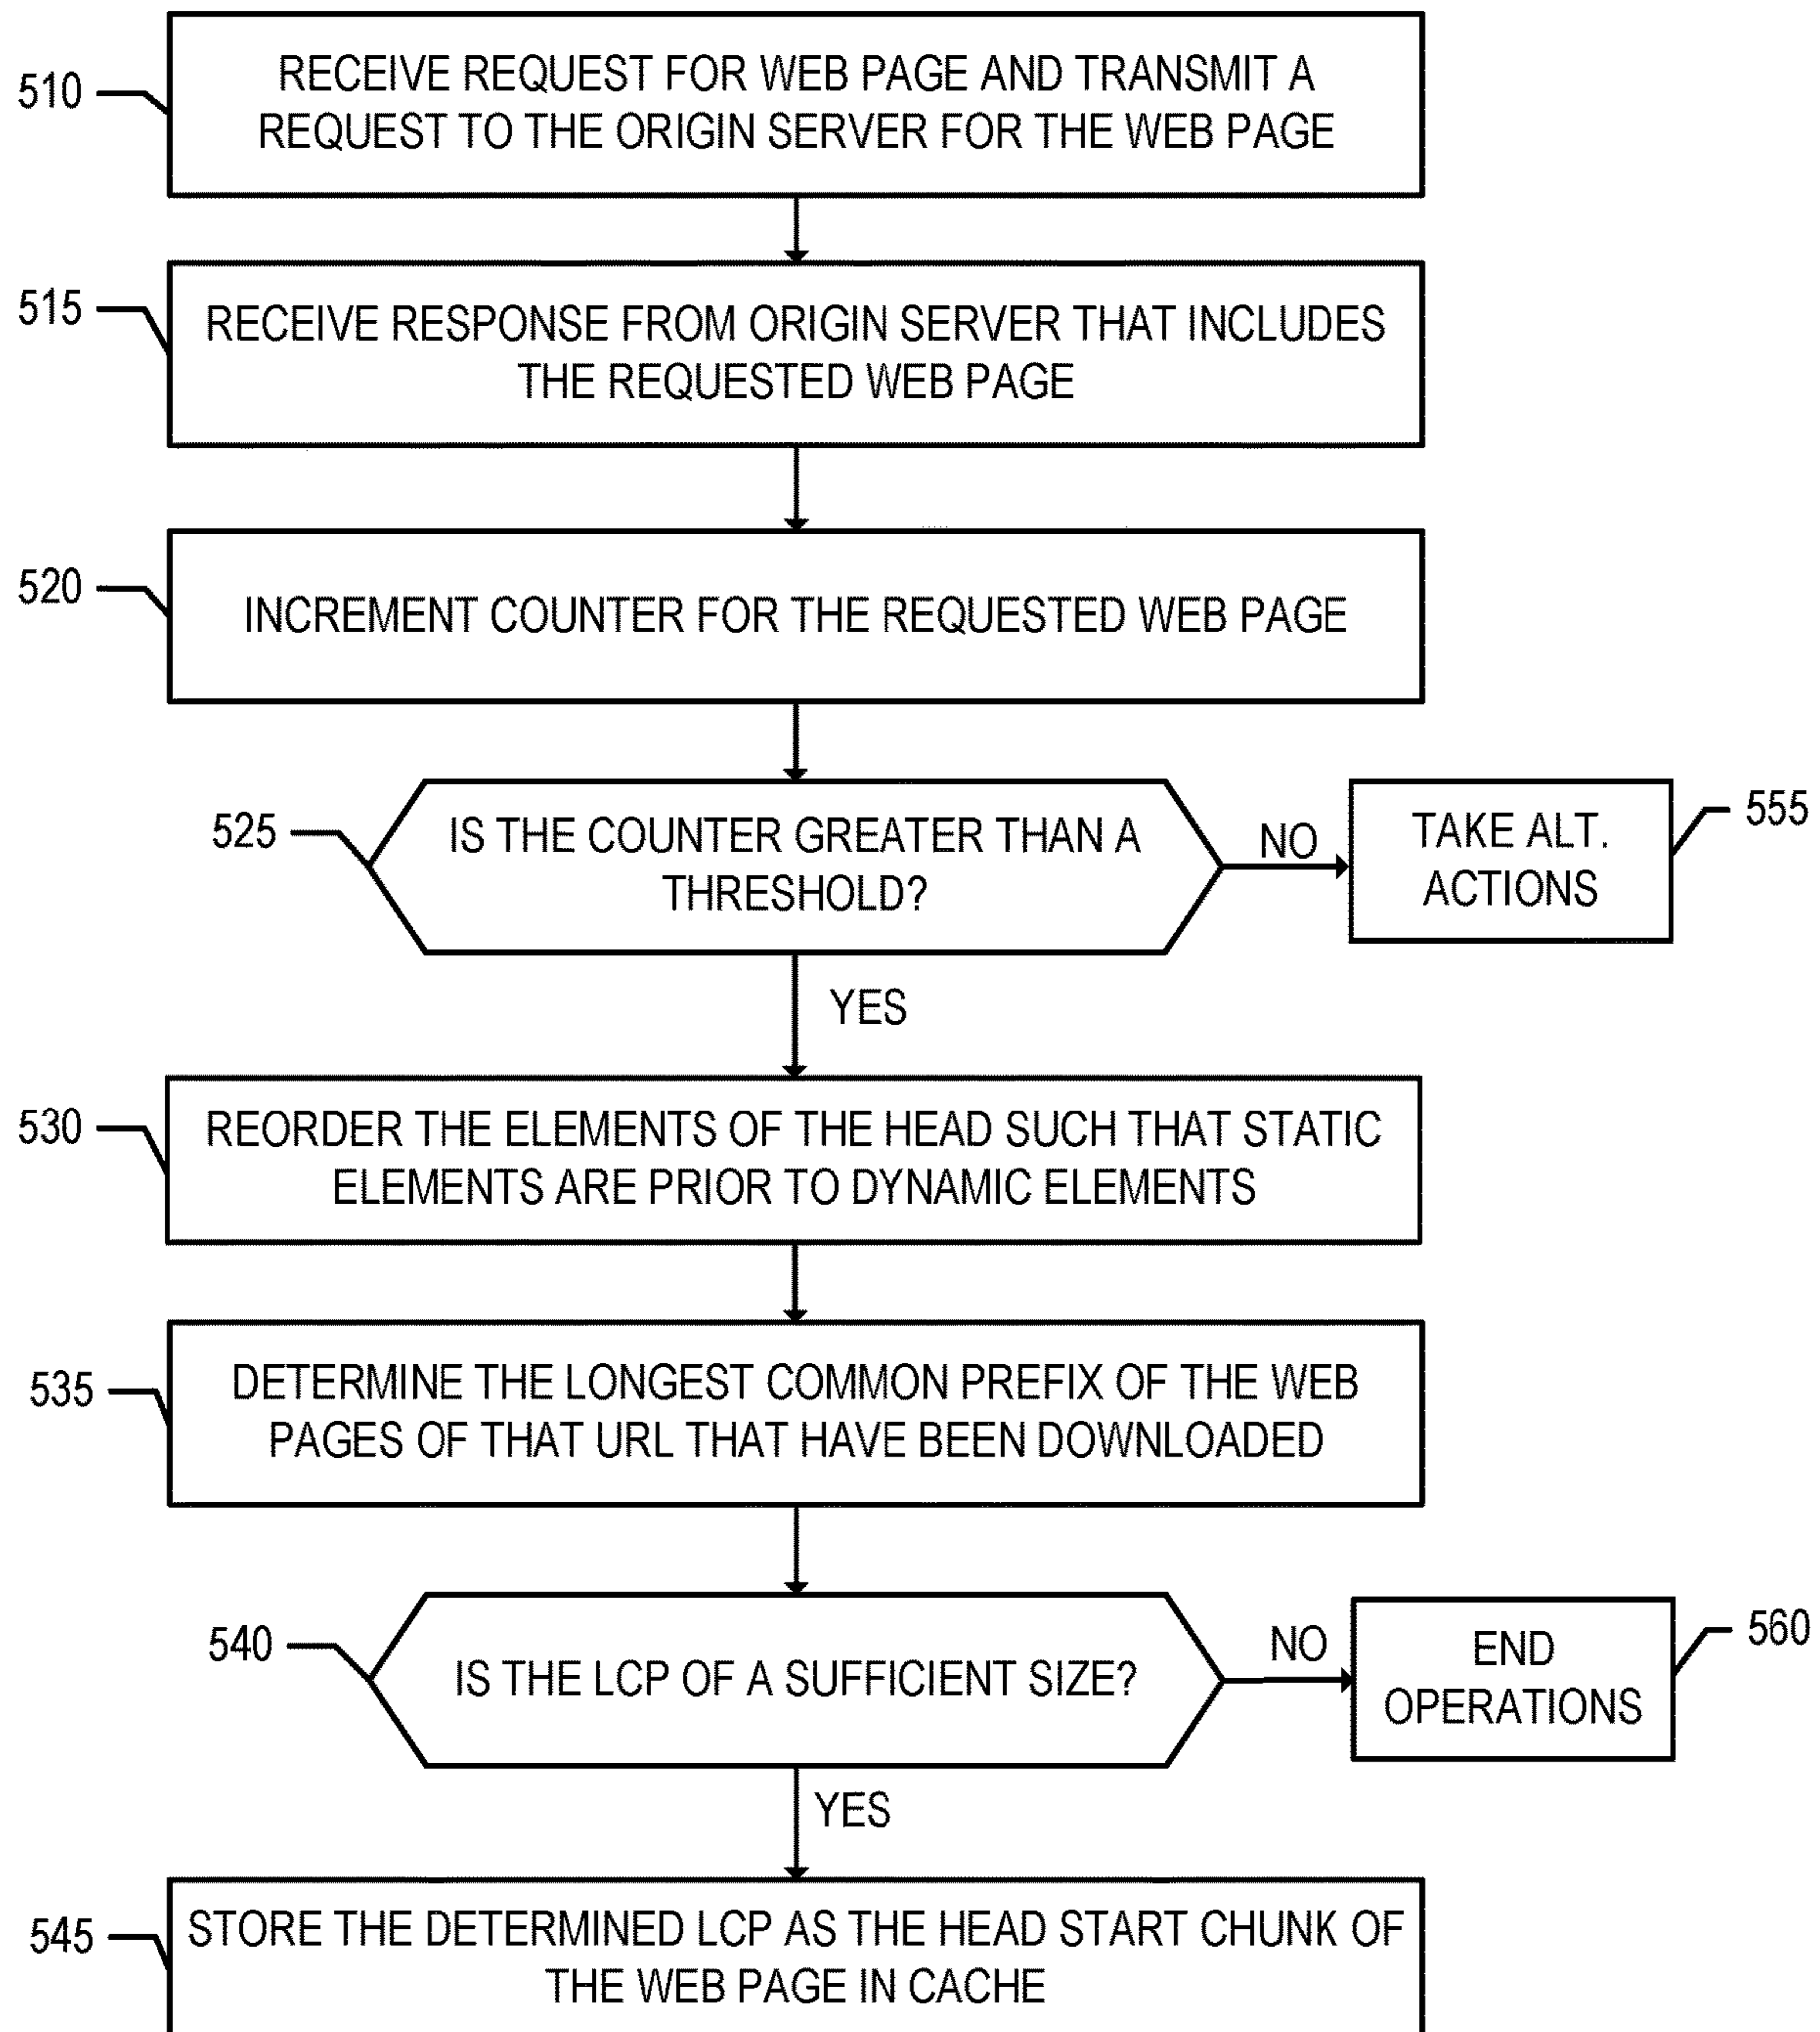 510
RECEIVE REQUEST FOR WEB PAGE AND TRANSMIT A
REQUEST TO THE ORIGIN SERVER FOR THE WEB PAGE
515
RECEIVE RESPONSE FROM ORIGIN SERVER THAT INCLUDES
THE REQUESTED WEB PAGE
520
INCREMENT COUNTER FOR THE REQUESTED WEB PAGE
525
IS THE COUNTER GREATER THAN A
THRESHOLD?
NO
TAKE ALT.
ACTIONS
555
YES
530
REORDER THE ELEMENTS OF THE HEAD SUCH THAT STATIC
ELEMENTS ARE PRIOR TO DYNAMIC ELEMENTS
535
DETERMINE THE LONGEST COMMON PREFIX OF THE WEB
PAGES OF THAT URL THAT HAVE BEEN DOWNLOADED
540
IS THE LCP OF A SUFFICIENT SIZE?
NO
END
OPERATIONS
560
YES
545
STORE THE DETERMINED LCP AS THE HEAD START CHUNK OF
THE WEB PAGE IN CACHE